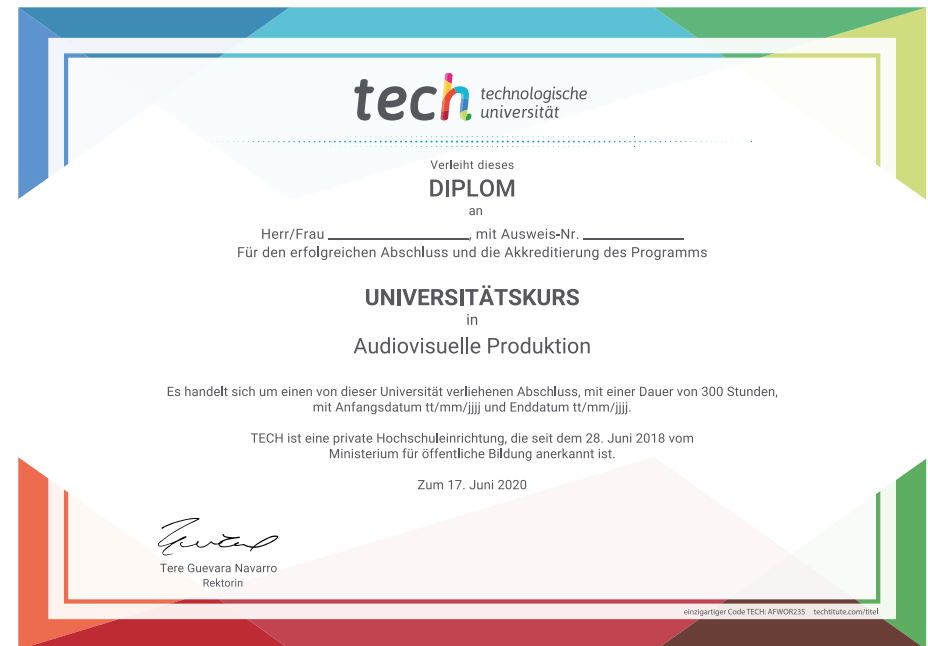 tech technologische
universität
Verleiht dieses
DIPLOM
an
Herr/Frau ____________, mit Ausweis-Nr. ____________
Für den erfolgreichen Abschluss und die Akkreditierung des Programms
UNIVERSITÄTSKURS
in
Audiovisuelle Produktion
Es handelt sich um einen von dieser Universität verliehenen Abschluss, mit einer Dauer von 300 Stunden,
mit Anfangsdatum tt/mm/jjjj und Enddatum tt/mm/jjjj.
TECH ist eine private Hochschuleinrichtung, die seit dem 28. Juni 2018 vom
Ministerium für öffentliche Bildung anerkannt ist.
Zum 17. Juni 2020
Tere Guevara Navarro
Rektorin
einzigartiger Code TECH: AFWOR23S techtitute.com/titel